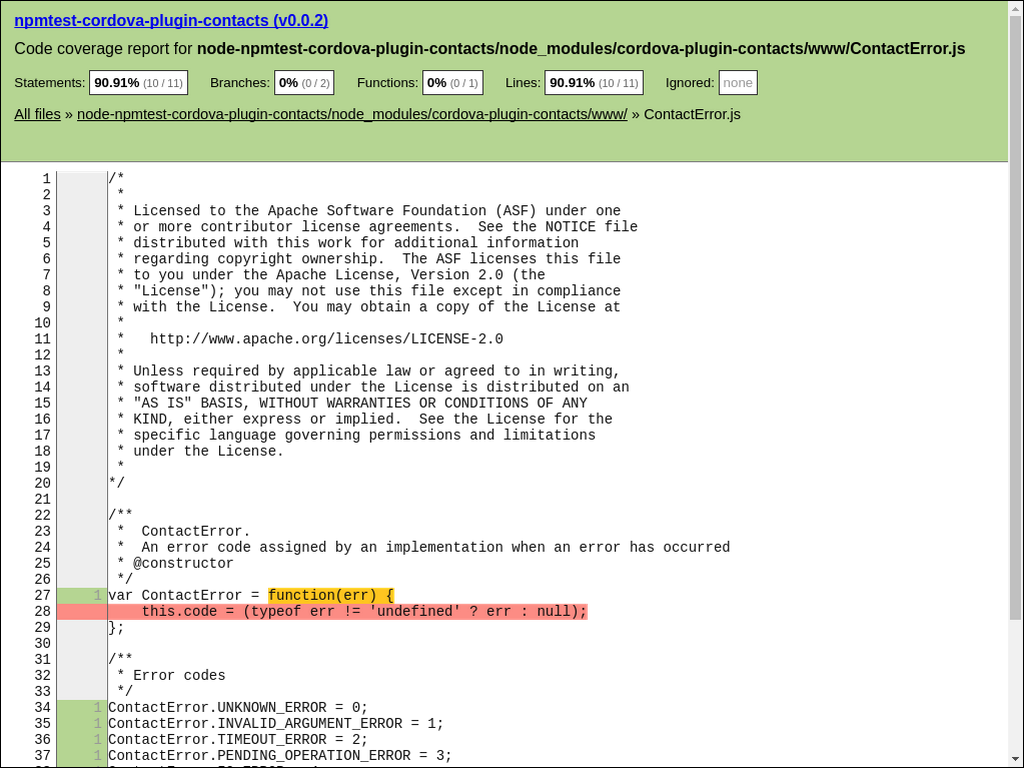 npmtest-cordova-plugin-contacts (v0.0.2)
Code coverage report for node-npmtest-cordova-plugin-contacts/node_modules/cordova-plugin-contacts/www/ContactError.js
Statements: 90.91% (10 / 11) Branches: 0% (0 / 2) Functions: 0% (0 / 1) Lines: 90.91% (10 / 11) Ignored: none
All files » node-npmtest-cordova-plugin-contacts/node_modules/cordova-plugin-contacts/www/ » ContactError.js
1 /*
2  *
3  * Licensed to the Apache Software Foundation (ASF) under one
4  * or more contributor license agreements.  See the NOTICE file
5  * distributed with this work for additional information
6  * regarding copyright ownership.  The ASF licenses this file
7  * to you under the Apache License, Version 2.0 (the
8  * "License"); you may not use this file except in compliance
9  * with the License.  You may obtain a copy of the License at
10  *
11  *   http://www.apache.org/licenses/LICENSE-2.0
12  *
13  * Unless required by applicable law or agreed to in writing,
14  * software distributed under the License is distributed on an
15  * "AS IS" BASIS, WITHOUT WARRANTIES OR CONDITIONS OF ANY
16  * KIND, either express or implied.  See the License for the
17  * specific language governing permissions and limitations
18  * under the License.
19  *
20 */
21
22 /**
23  *  ContactError.
24  *  An error code assigned by an implementation when an error has occurred
25  * @constructor
26  */
27 1 var ContactError = function(err) {
28     this.code = (typeof err != 'undefined' ? err : null);
29 };
30
31 /**
32  * Error codes
33  */
34 1 ContactError.UNKNOWN_ERROR = 0;
35 1 ContactError.INVALID_ARGUMENT_ERROR = 1;
36 1 ContactError.TIMEOUT_ERROR = 2;
37 1 ContactError.PENDING_OPERATION_ERROR = 3;